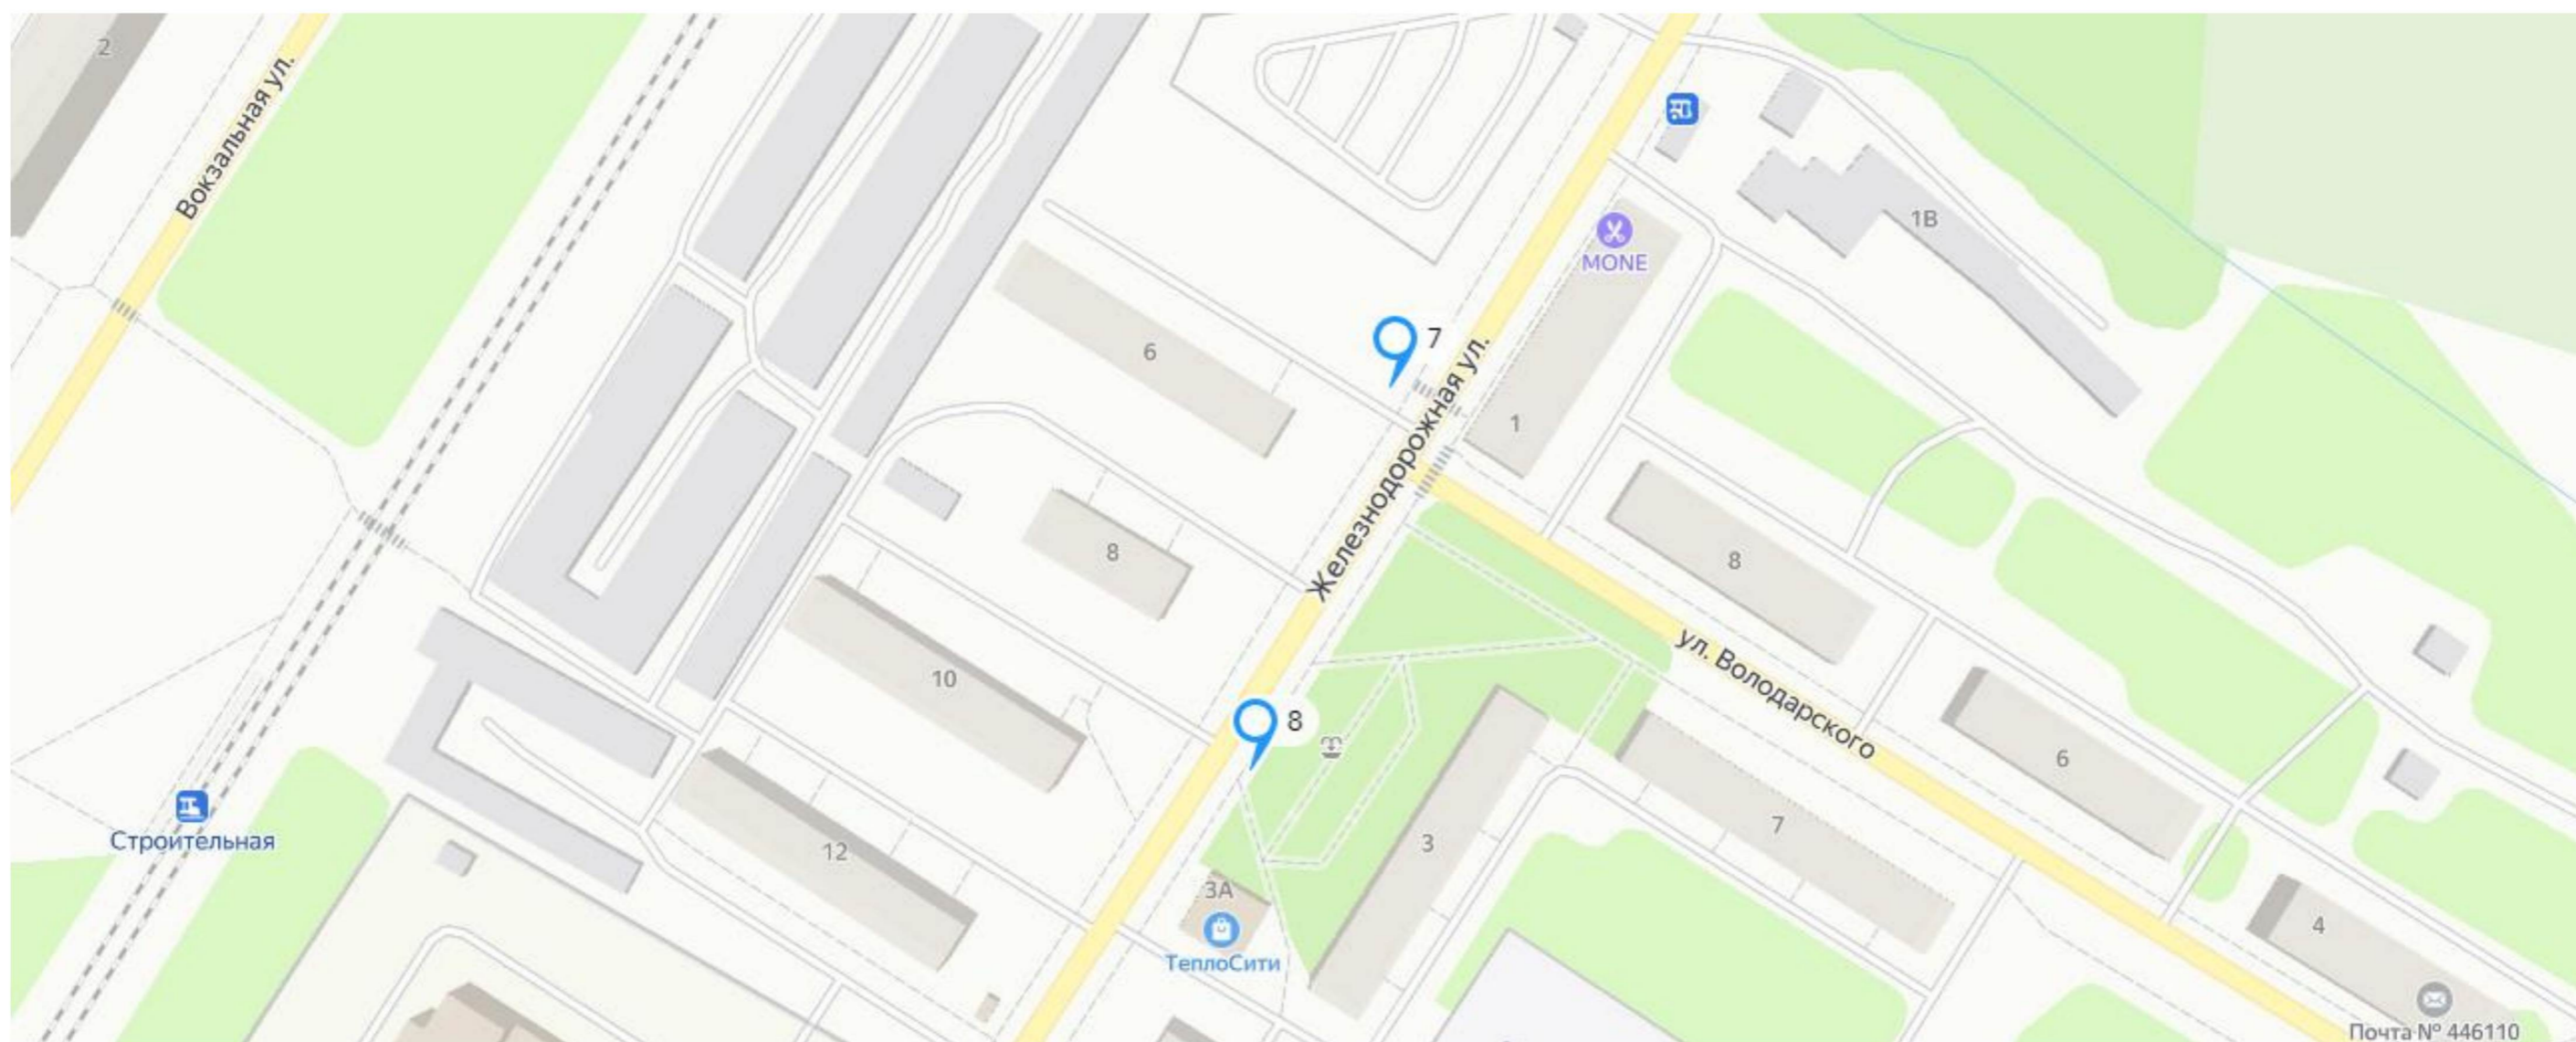 2
Вокзальная ул.
1В
MONE
7
6
Железнодорожная ул.
1
8
8
10
ул. Володарского
8
6
Строительная
12
3
7
3А
ТеплоСити
4
Почта № 446110